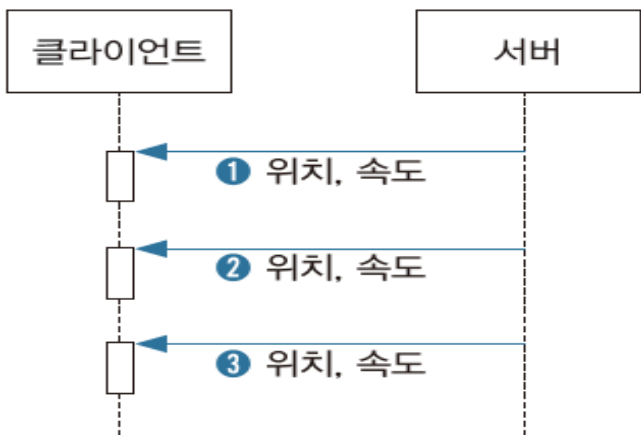 클라이언트
서버
❶ 위치, 속도
❷ 위치, 속도
❸ 위치, 속도